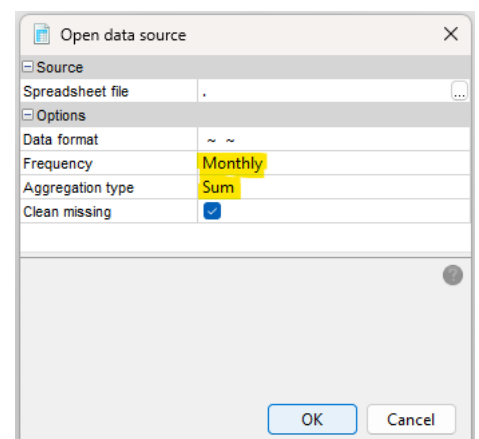 Open data source
Source
Spreadsheet file .
Options
Data format ~ ~
Frequency Monthly
Aggregation type Sum
Clean missing
?
OK Cancel